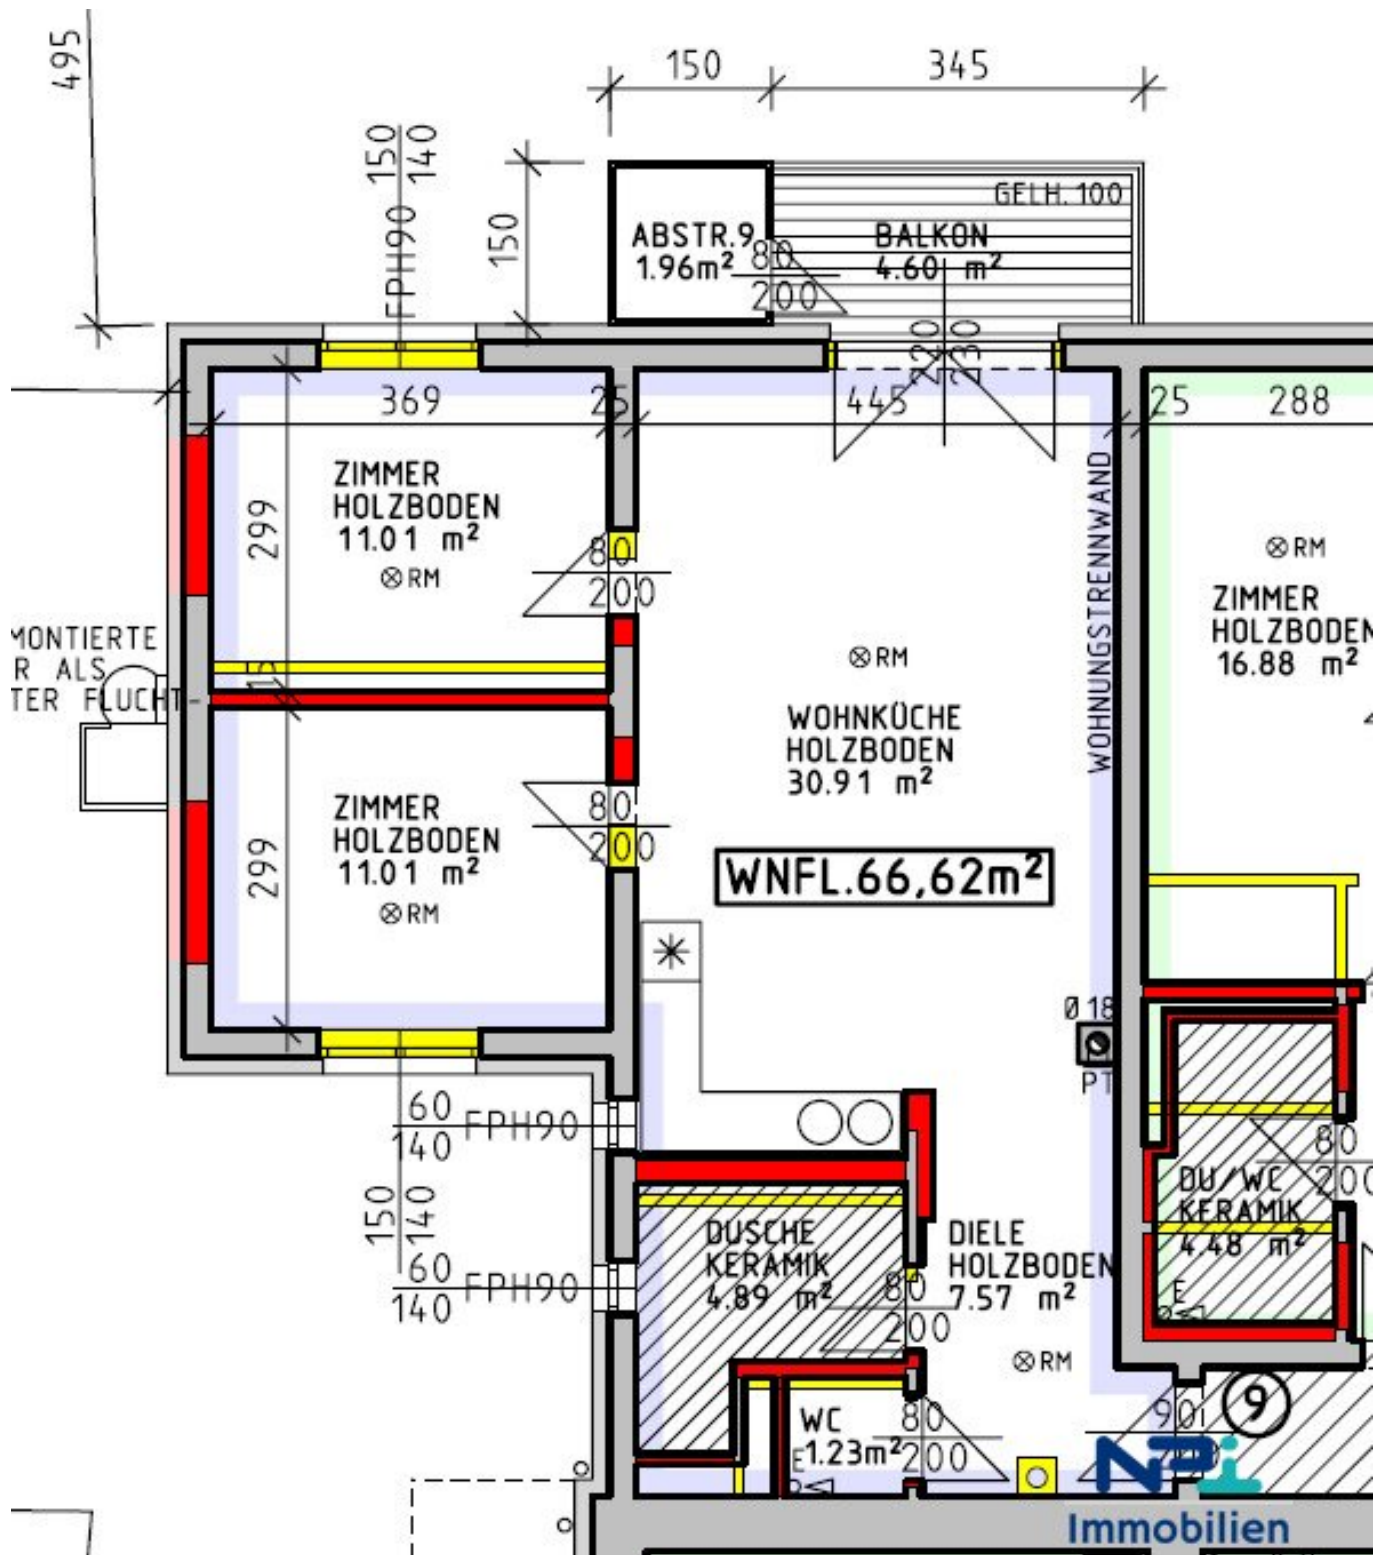 495
150
345
150
140
FPH90
150
GELH. 100
ABSTR.9
1.96m²
BALKON
4.60 m²
80
200
220
230
369
25
445
25
288
ZIMMER
HOLZBODEN
11.01 m²
RM
299
80
200
WOHNUNGSTRENNWAND
RM
ZIMMER
HOLZBODEN
16.88 m²
RM
MONTIERTE
R ALS
TER FLUCHT-
15
WOHNKÜCHE
HOLZBODEN
30.91 m²
ZIMMER
HOLZBODEN
11.01 m²
RM
299
80
200
WNFL.66,62m²
Ø 18
PT
60
140
FPH90
150
140
60
140
FPH90
DUSCHE
KERAMIK
4.89 m²
80
200
DIELE
HOLZBODEN
7.57 m²
RM
80
200
DU/WC
KERAMIK
4.48 m²
E
WC
1.23m²
E
80
200
90
9
Immobilien